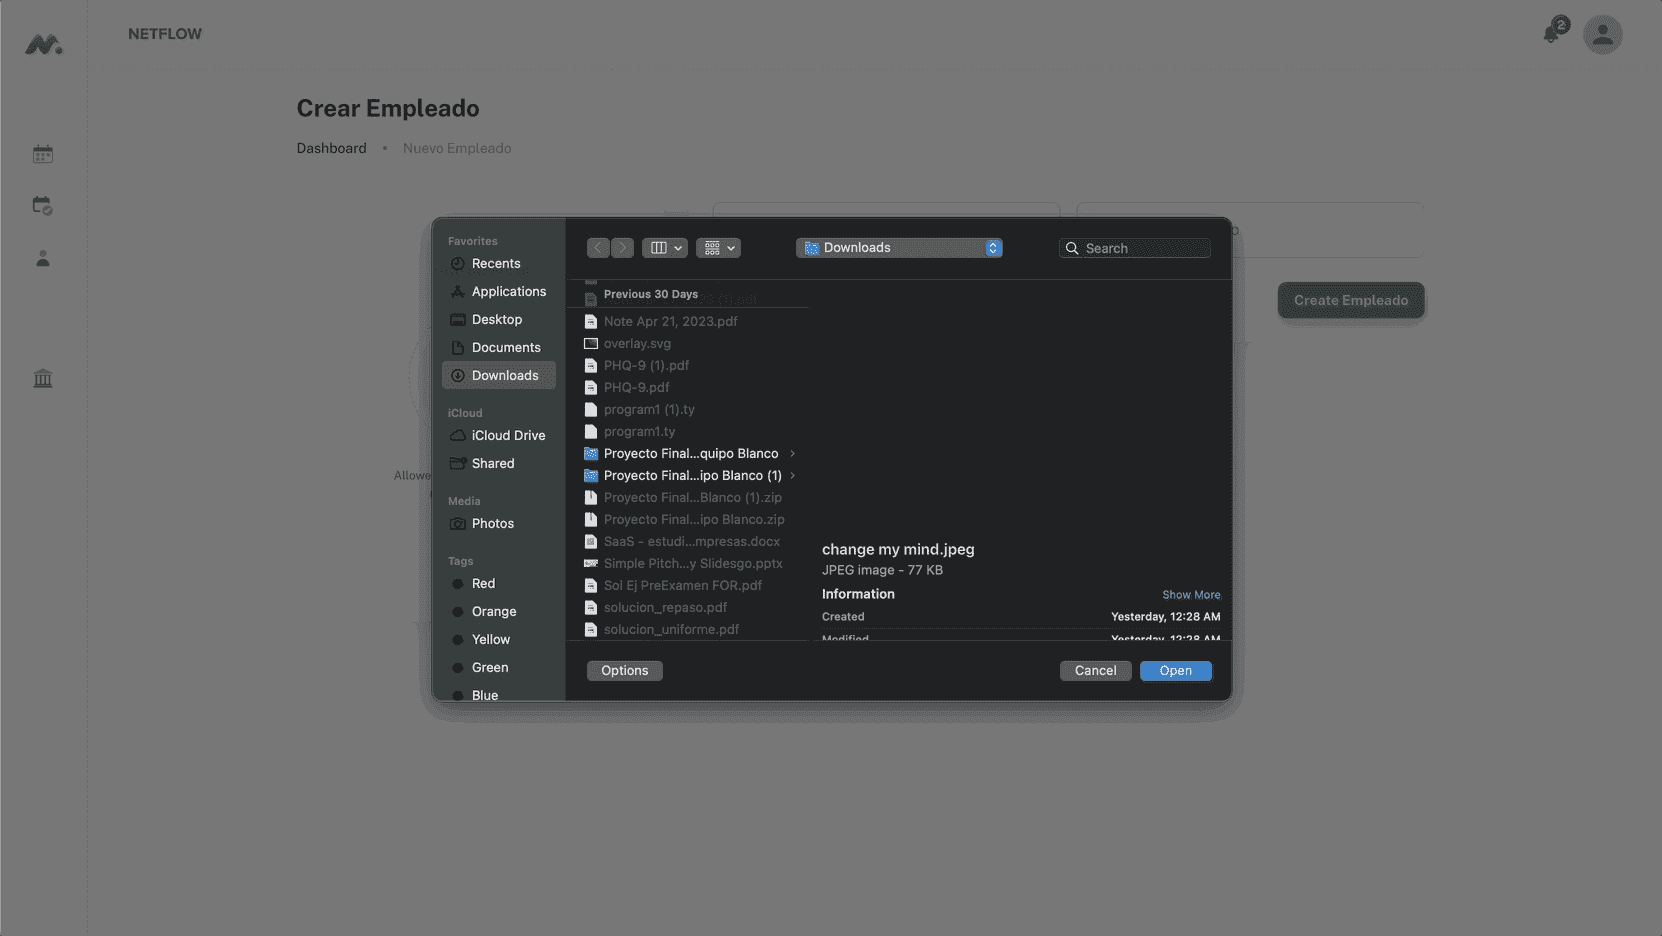 NETFLOW
2
Crear Empleado
Dashboard • Nuevo Empleado
Favorites
Recents
Applications
Desktop
Documents
Downloads
iCloud
iCloud Drive
Shared
Media
Photos
Tags
Red
Orange
Yellow
Green
Blue
Downloads
Search
Previous 30 Days
Note Apr 21, 2023.pdf
overlay.svg
PHQ-9 (1).pdf
PHQ-9.pdf
program1 (1).ty
program1.ty
Proyecto Final...quipo Blanco
Proyecto Final...ipo Blanco (1)
Proyecto Final...Blanco (1).zip
Proyecto Final...ipo Blanco.zip
SaaS - estudi...mpresas.docx
Simple Pitch...y Slidesgo.pptx
Sol Ej PreExamen FOR.pdf
solucion_repaso.pdf
solucion_uniforme.pdf
change my mind.jpeg
JPEG image - 77 KB
Information Show More
Created Yesterday, 12:28 AM
Modified Yesterday, 12:28 AM
Options
Cancel
Open
Create Empleado